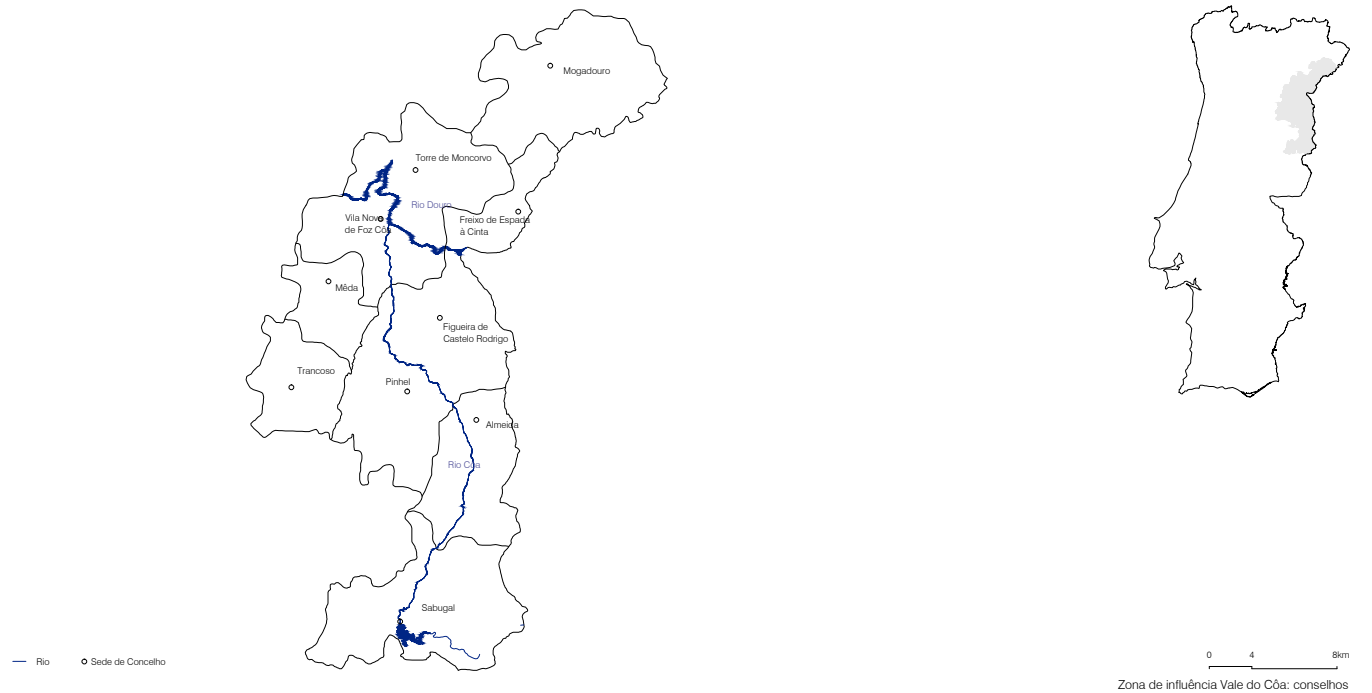 Mogadouro
Torre de Moncorvo
Rio Douro
Vila Nova
de Foz Côa
Freixo de Espada
à Cinta
Mêda
Figueira de
Castelo Rodrigo
Trancoso
Pinhel
Almeida
Rio Côa
Sabugal
Rio
Sede de Concelho
0 4 8km
Zona de influência Vale do Côa: conselhos